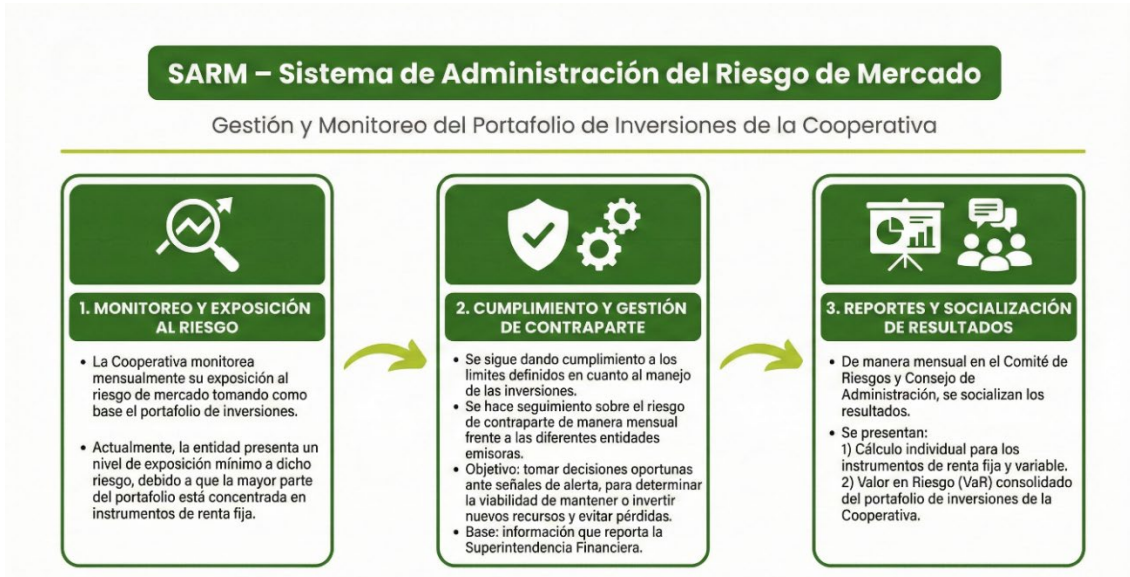 SARM – Sistema de Administración del Riesgo de Mercado
Gestión y Monitoreo del Portafolio de Inversiones de la Cooperativa
1. MONITOREO Y EXPOSICIÓN
AL RIESGO
• La Cooperativa monitorea
mensualmente su exposición al
riesgo de mercado tomando como
base el portafolio de inversiones.
• Actualmente, la entidad presenta un
nivel de exposición mínimo a dicho
riesgo, debido a que la mayor parte
del portafolio está concentrada en
instrumentos de renta fija.
2. CUMPLIMIENTO Y GESTIÓN
DE CONTRAPARTE
• Se sigue dando cumplimiento a los
limites definidos en cuanto al manejo
de las inversiones.
• Se hace seguimiento sobre el riesgo
de contraparte de manera mensual
frente a las diferentes entidades
emisoras.
• Objetivo: tomar decisiones oportunas
ante señales de alerta, para determinar
la viabilidad de mantener o invertir
nuevos recursos y evitar pérdidas.
• Base: información que reporta la
Superintendencia Financiera.
3. REPORTES Y SOCIALIZACIÓN
DE RESULTADOS
• De manera mensual en el Comité de
Riesgos y Consejo de
Administración, se socializan los
resultados.
• Se presentan:
1) Cálculo individual para los
instrumentos de renta fija y variable.
2) Valor en Riesgo (VaR) consolidado
del portafolio de inversiones de la
Cooperativa.